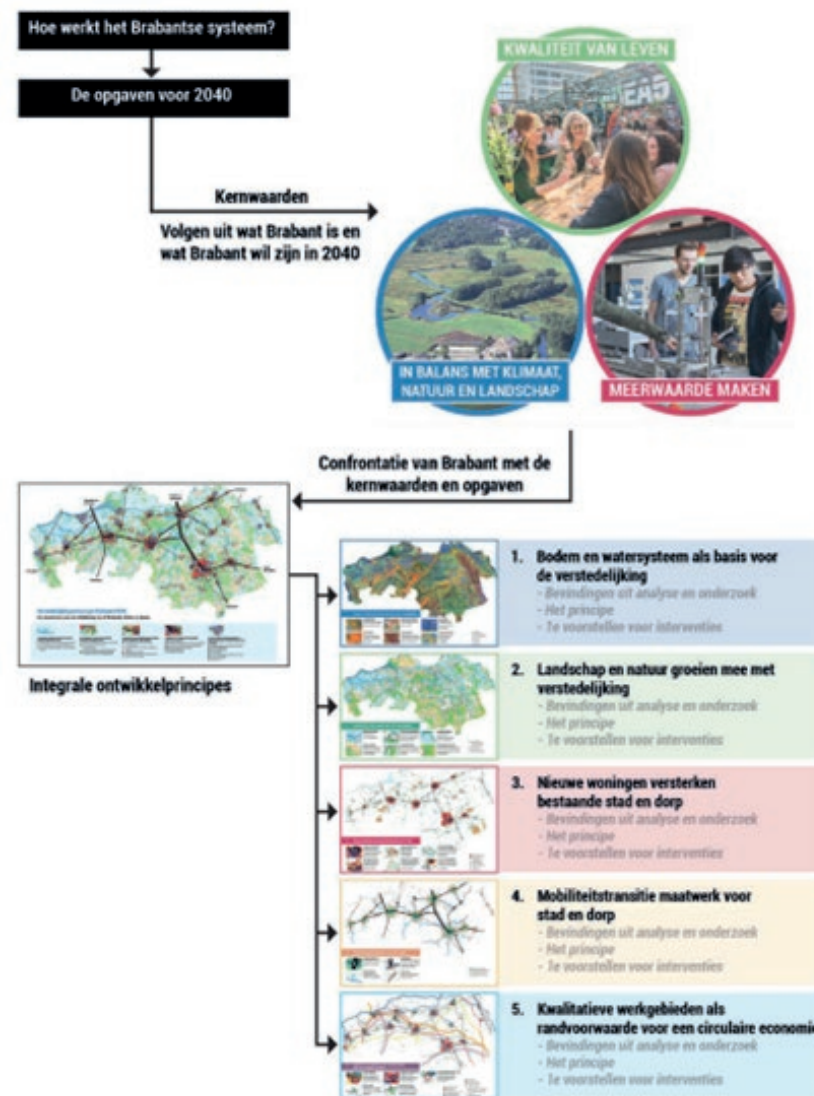 Hoe werkt het Brabantse systeem?
De opgaven voor 2040
Kernwaarden
Volgen uit wat Brabant is en
wat Brabant wil zijn in 2040
KWALITEIT VAN LEVEN
IN BALANS MET KLIMAAT,
NATUUR EN LANDSCHAP
MEERWAARDE MAKEN
Confrontatie van Brabant met de
kernwaarden en opgaven
Integrale ontwikkelprincipes
1. Bodem en watersysteem als basis voor
de verstedelijking
- Bevindingen uit analyse en onderzoek
- Het principe
- 1e voorstellen voor interventies
2. Landschap en natuur groeien mee met
verstedelijking
- Bevindingen uit analyse en onderzoek
- Het principe
- 1e voorstellen voor interventies
3. Nieuwe woningen versterken
bestaande stad en dorp
- Bevindingen uit analyse en onderzoek
- Het principe
- 1e voorstellen voor interventies
4. Mobiliteitstransitie maatwerk voor
stad en dorp
- Bevindingen uit analyse en onderzoek
- Het principe
- 1e voorstellen voor interventies
5. Kwalitatieve werkgebieden als
randvoorwaarde voor een circulaire economie
- Bevindingen uit analyse en onderzoek
- Het principe
- 1e voorstellen voor interventies